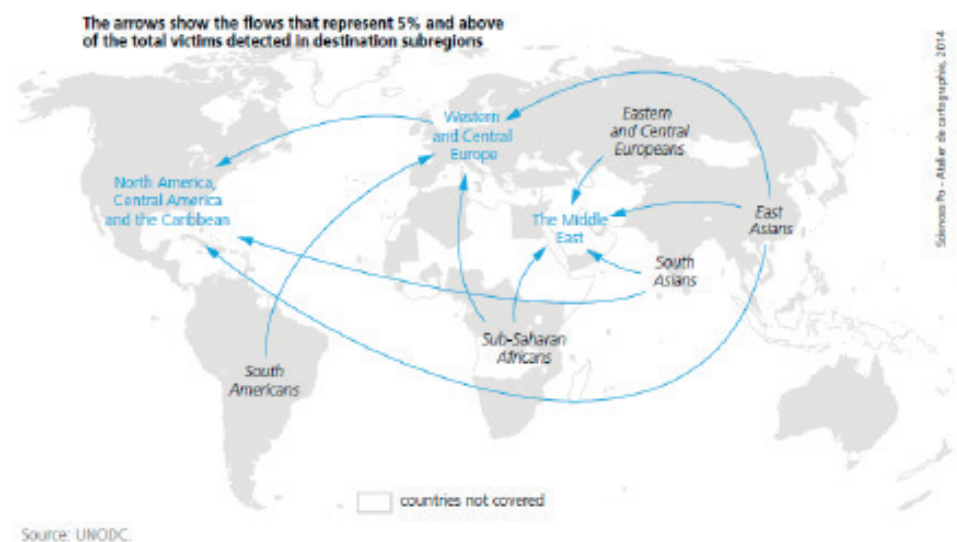 The arrows show the flows that represent 5% and above
of the total victims detected in destination subregions
Western
and Central
Europe
Eastern
and Central
Europeans
North America,
Central America
and the Caribbean
The Middle
East
East
Asians
South
Asians
Sub-Saharan
Africans
South
Americans
countries not covered
Source: UNODC.
Sciences Po - Atelier de cartographie, 2014